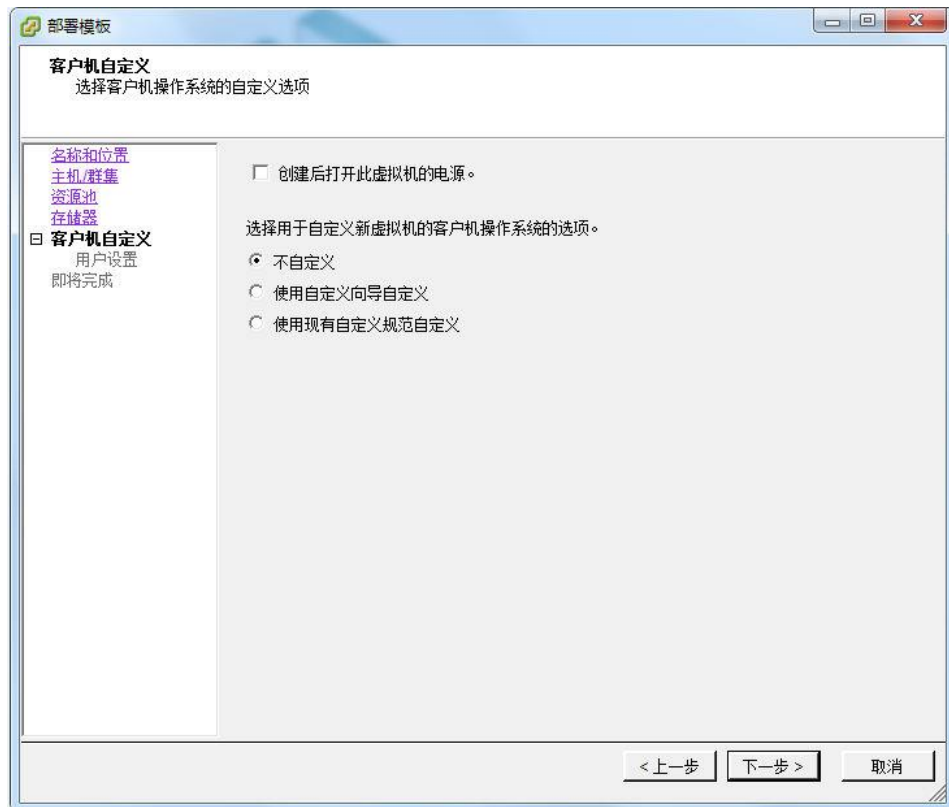 部署模板
客户机自定义
选择客户机操作系统的自定义选项
名称和位置
主机/群集
资源池
存储器
客户机自定义
用户设置
即将完成
创建后打开此虚拟机的电源。
选择用于自定义新虚拟机的客户机操作系统的选项。
不自定义
使用自定义向导自定义
使用现有自定义规范自定义
<上一步
下一步>
取消